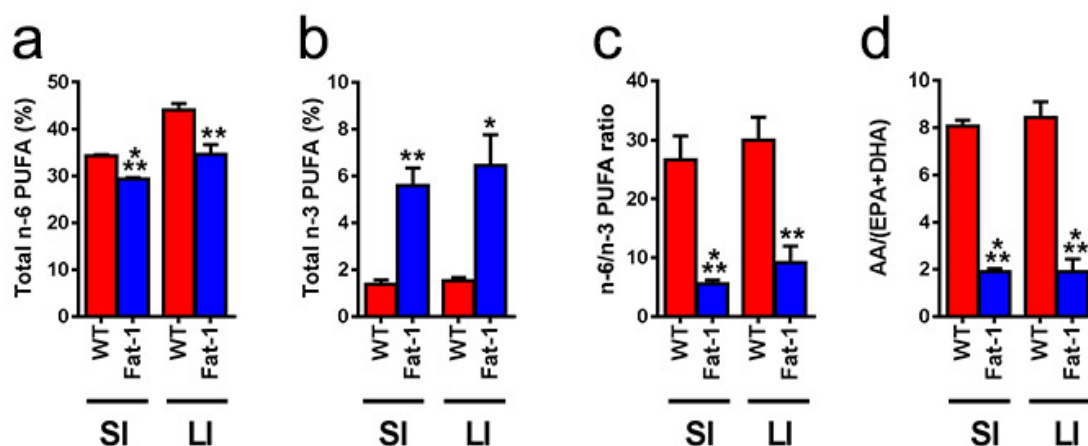 a
Total n-6 PUFA (%)
50
40
30
20
10
0
*
**
**
WT
Fat-1
WT
Fat-1
SI
LI
b
Total n-3 PUFA (%)
10
8
6
4
2
0
**
*
WT
Fat-1
WT
Fat-1
SI
LI
c
n-6/n-3 PUFA ratio
40
30
20
10
0
*
**
**
WT
Fat-1
WT
Fat-1
SI
LI
d
AA/(EPA+DHA)
10
8
6
4
2
0
*
**
*
**
WT
Fat-1
WT
Fat-1
SI
LI